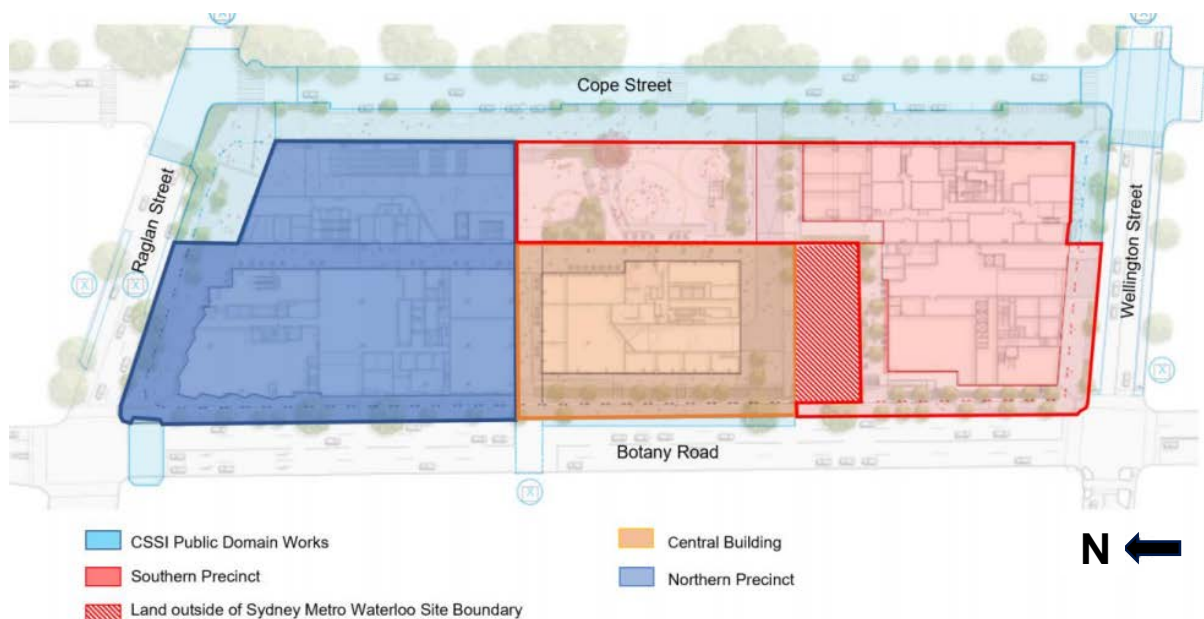 Cope Street
Raglan Street
Wellington Street
Botany Road
CSSI Public Domain Works
Southern Precinct
Land outside of Sydney Metro Waterloo Site Boundary
Central Building
Northern Precinct
N